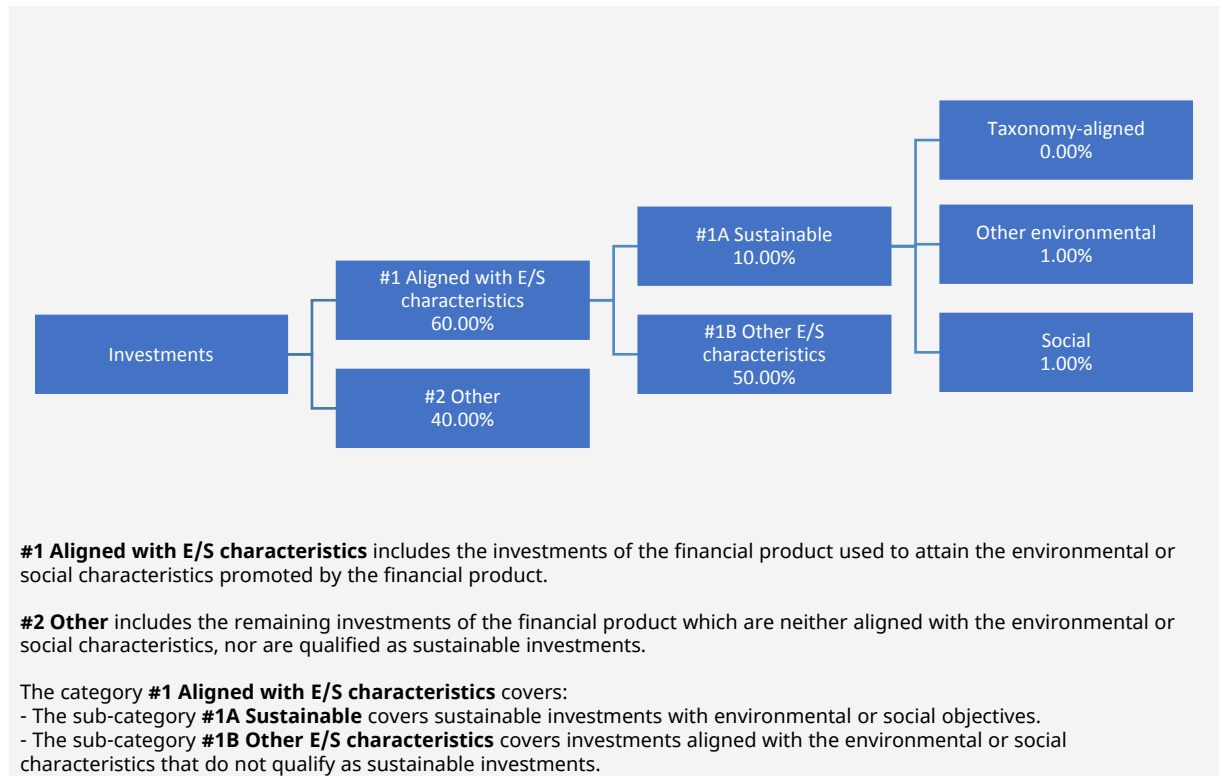 Investments
#1 Aligned with E/S
characteristics
60.00%
#2 Other
40.00%
#1A Sustainable
10.00%
#1B Other E/S
characteristics
50.00%
Taxonomy-aligned
0.00%
Other environmental
1.00%
Social
1.00%
#1 Aligned with E/S characteristics includes the investments of the financial product used to attain the environmental or
social characteristics promoted by the financial product.
#2 Other includes the remaining investments of the financial product which are neither aligned with the environmental or
social characteristics, nor are qualified as sustainable investments.
The category #1 Aligned with E/S characteristics covers:
- The sub-category #1A Sustainable covers sustainable investments with environmental or social objectives.
- The sub-category #1B Other E/S characteristics covers investments aligned with the environmental or social
characteristics that do not qualify as sustainable investments.